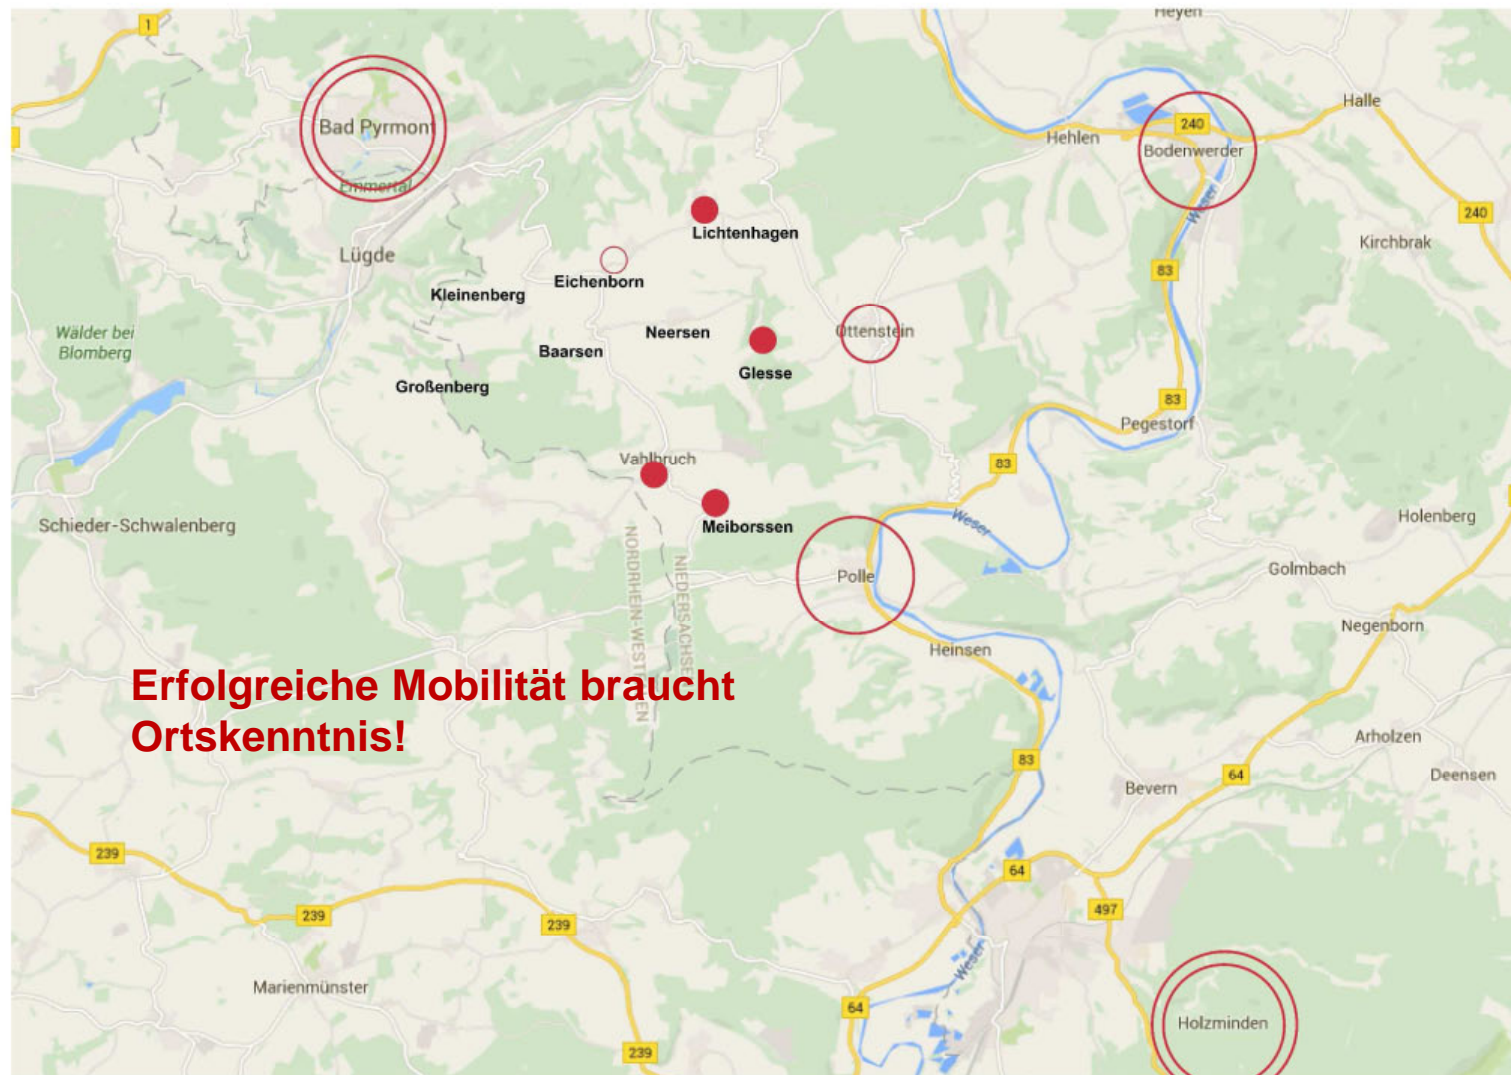 Heyen
1
Halle
Bad Pyrmont
240
Hehlen
Bodenwerder
Emmertal
Weser
240
Lichtenhagen
Kirchbrak
Lügde
83
Eichenborn
Kleinenberg
Wälder bei
Blomberg
Neersen
Ottenstein
Baarsen
Glesse
Großenberg
83
Pegestorf
Vahlbruch
83
Schieder-Schwalenberg
Meiborssen
Weser
Holenberg
NORDRHEIN-WESTFALEN
NIEDERSACHSEN
Polle
Golmbach
Negenborn
Heinsen
Erfolgreiche Mobilität braucht
Ortskenntnis!
Arholzen
83
64
Deensen
Bevern
239
64
497
239
239
Weser
Marienmünster
64
Holzminden
239